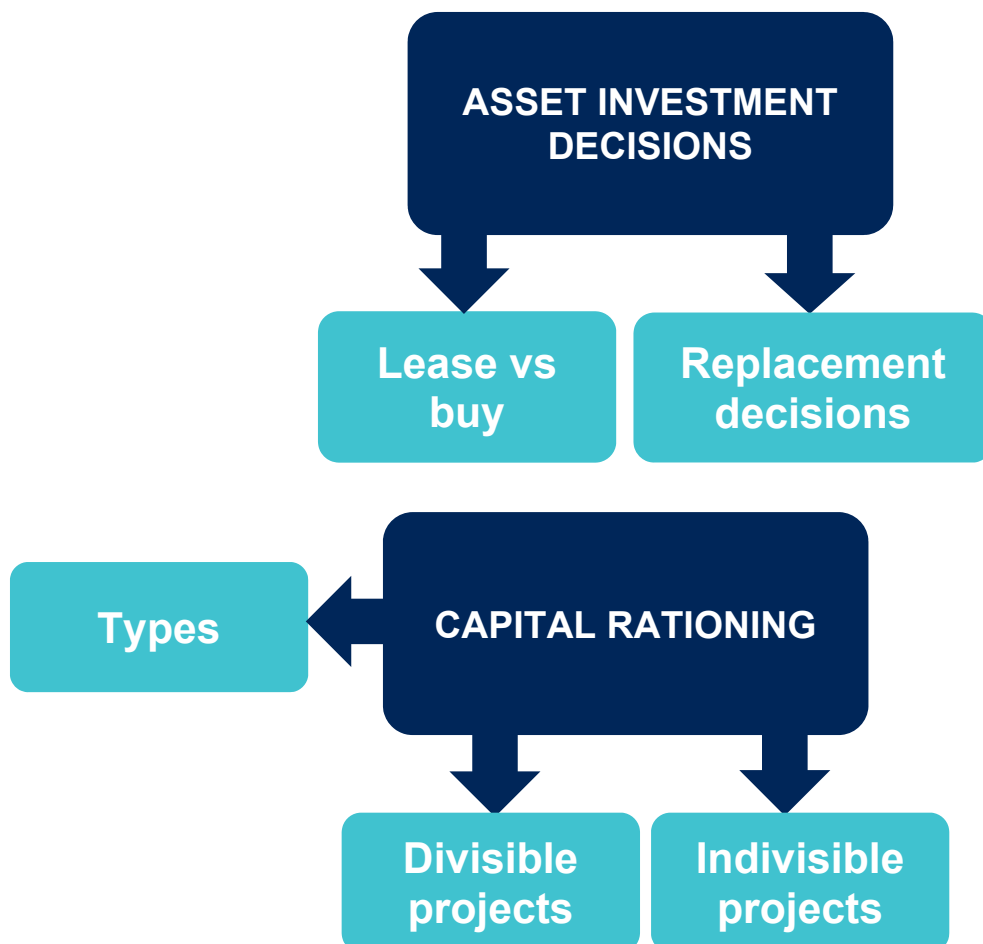 ASSET INVESTMENT
DECISIONS
Lease vs
buy
Replacement
decisions
Types
CAPITAL RATIONING
Divisible
projects
Indivisible
projects